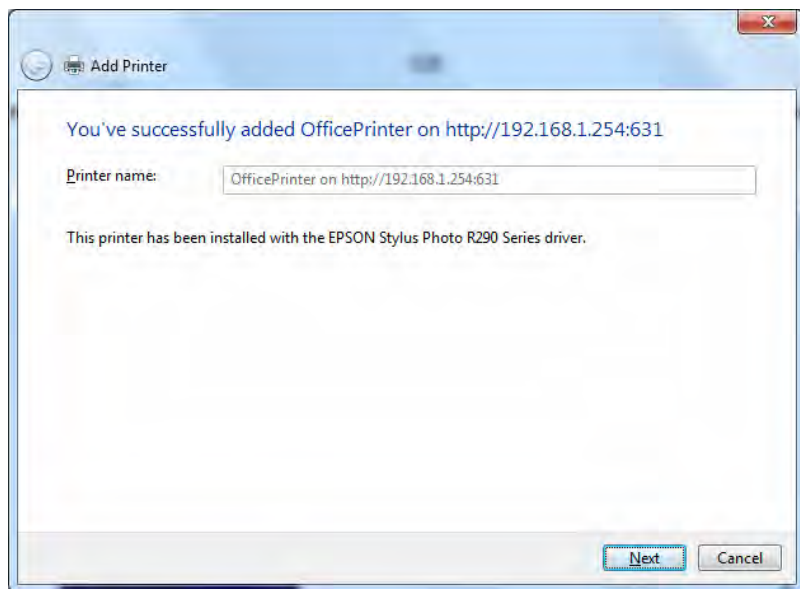 Add Printer
You've successfully added OfficePrinter on http://192.168.1.254:631
Printer name: OfficePrinter on http://192.168.1.254:631
This printer has been installed with the EPSON Stylus Photo R290 Series driver.
Next Cancel